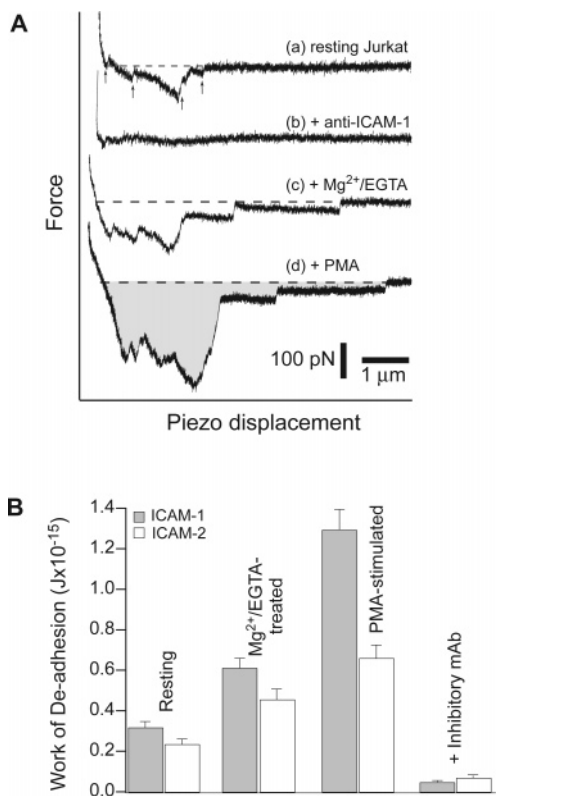 A
(a) resting Jurkat
(b) + anti-ICAM-1
(c) + Mg2+/EGTA
(d) + PMA
Force
100 pN
1 μm
Piezo displacement
B
Work of De-adhesion (Jx10-15)
1.4
1.2
1.0
0.8
0.6
0.4
0.2
0.0
ICAM-1
ICAM-2
Resting
Mg2+/EGTA-
treated
PMA-stimulated
+ Inhibitory mAb